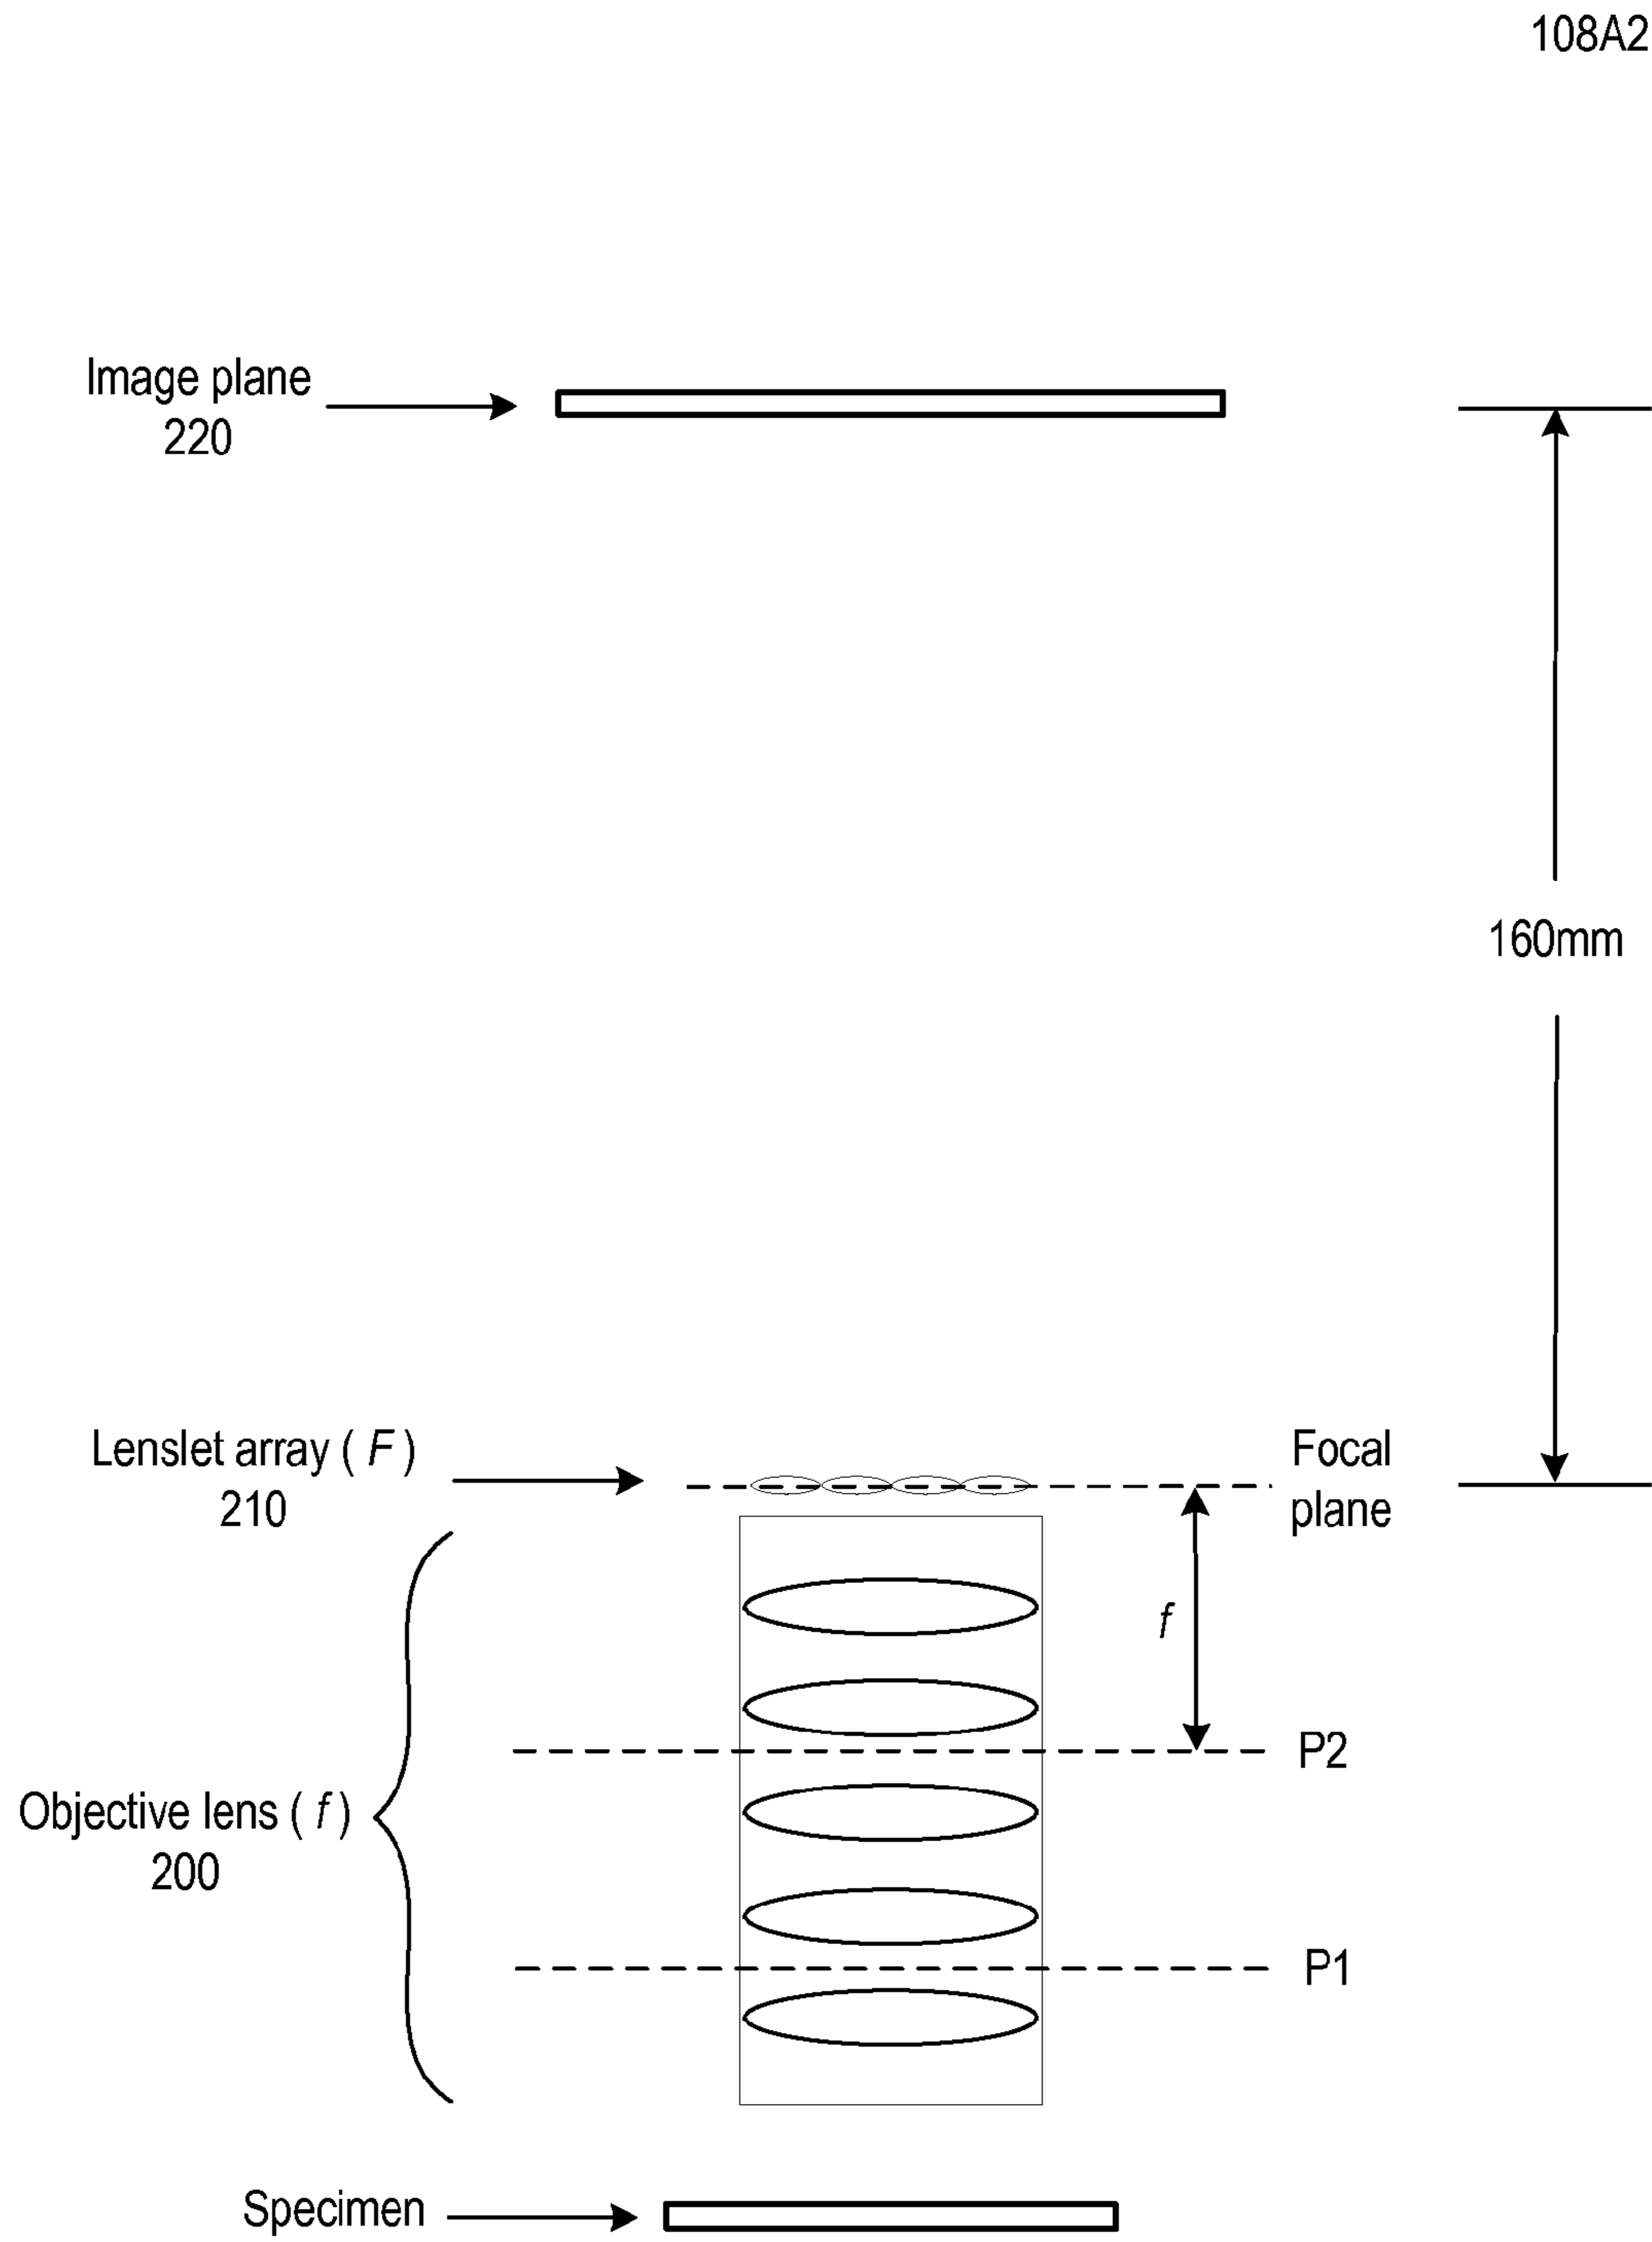 108A2
Image plane
220
160mm
Lenslet array ( F )
210
Focal
plane
f
P2
Objective lens ( f )
200
P1
Specimen